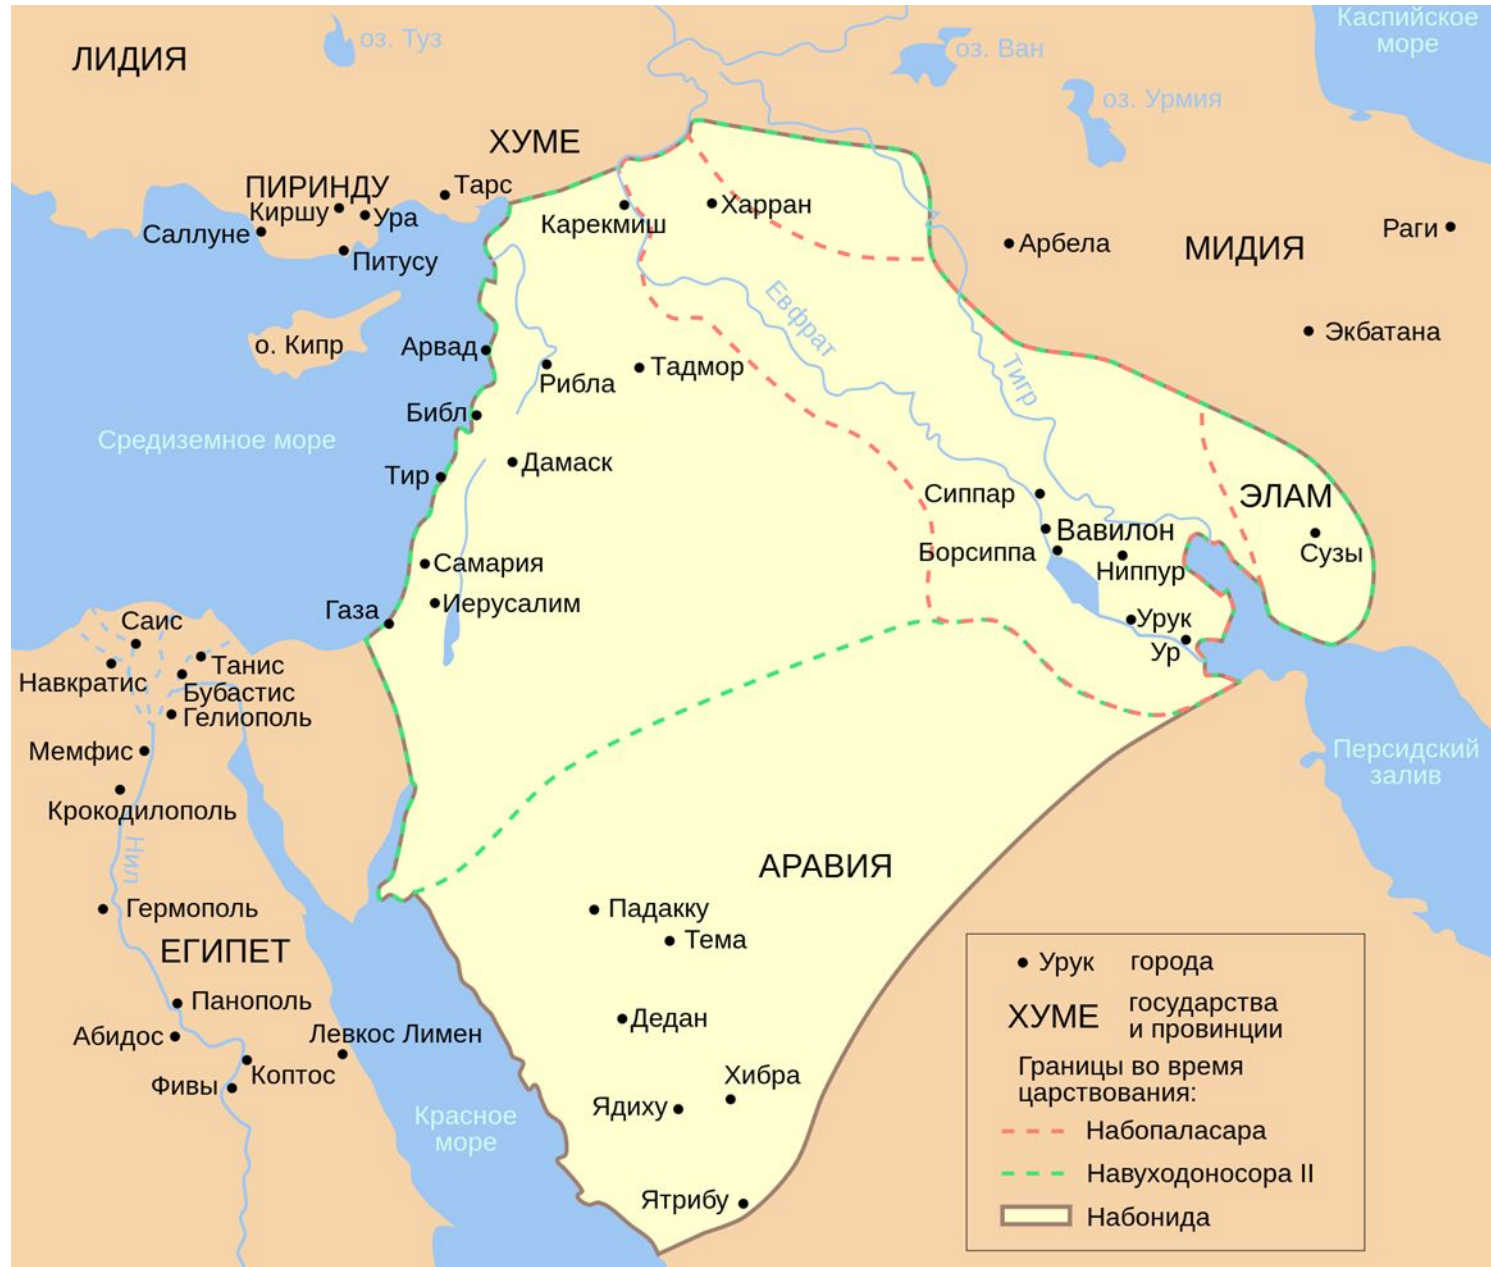 Каспийское
море
ЛИДИЯ
оз. Туз
оз. Ван
оз. Урмия
ХУМЕ
ПИРИНДУ
Тарс
Киршу
Ура
Саллуне
Питусу
Карекмиш
Харран
Арбела
МИДИЯ
Раги
Евфрат
Экбатана
о. Кипр
Арвад
Рибла
Тадмор
Тигр
Библ
Средиземное море
Тир
Дамаск
Сиппар
ЭЛАМ
Вавилон
Сузы
Борсиппа
Ниппур
Самария
Иерусалим
Газа
Урук
Ур
Саис
Танис
Навкратис
Бубастис
Гелиополь
Мемфис
Крокодилополь
Персидский
залив
Нил
АРАВИЯ
Гермополь
Падакку
Тема
ЕГИПЕТ
Панополь
Дедан
Абидос
Левкос Лимен
Коптос
Фивы
Хибра
Ядиху
Красное
море
Ятрибу
Урук города
ХУМЕ государства
и провинции
Границы во время
царствования:
Набопаласара
Навуходоносора II
Набонида